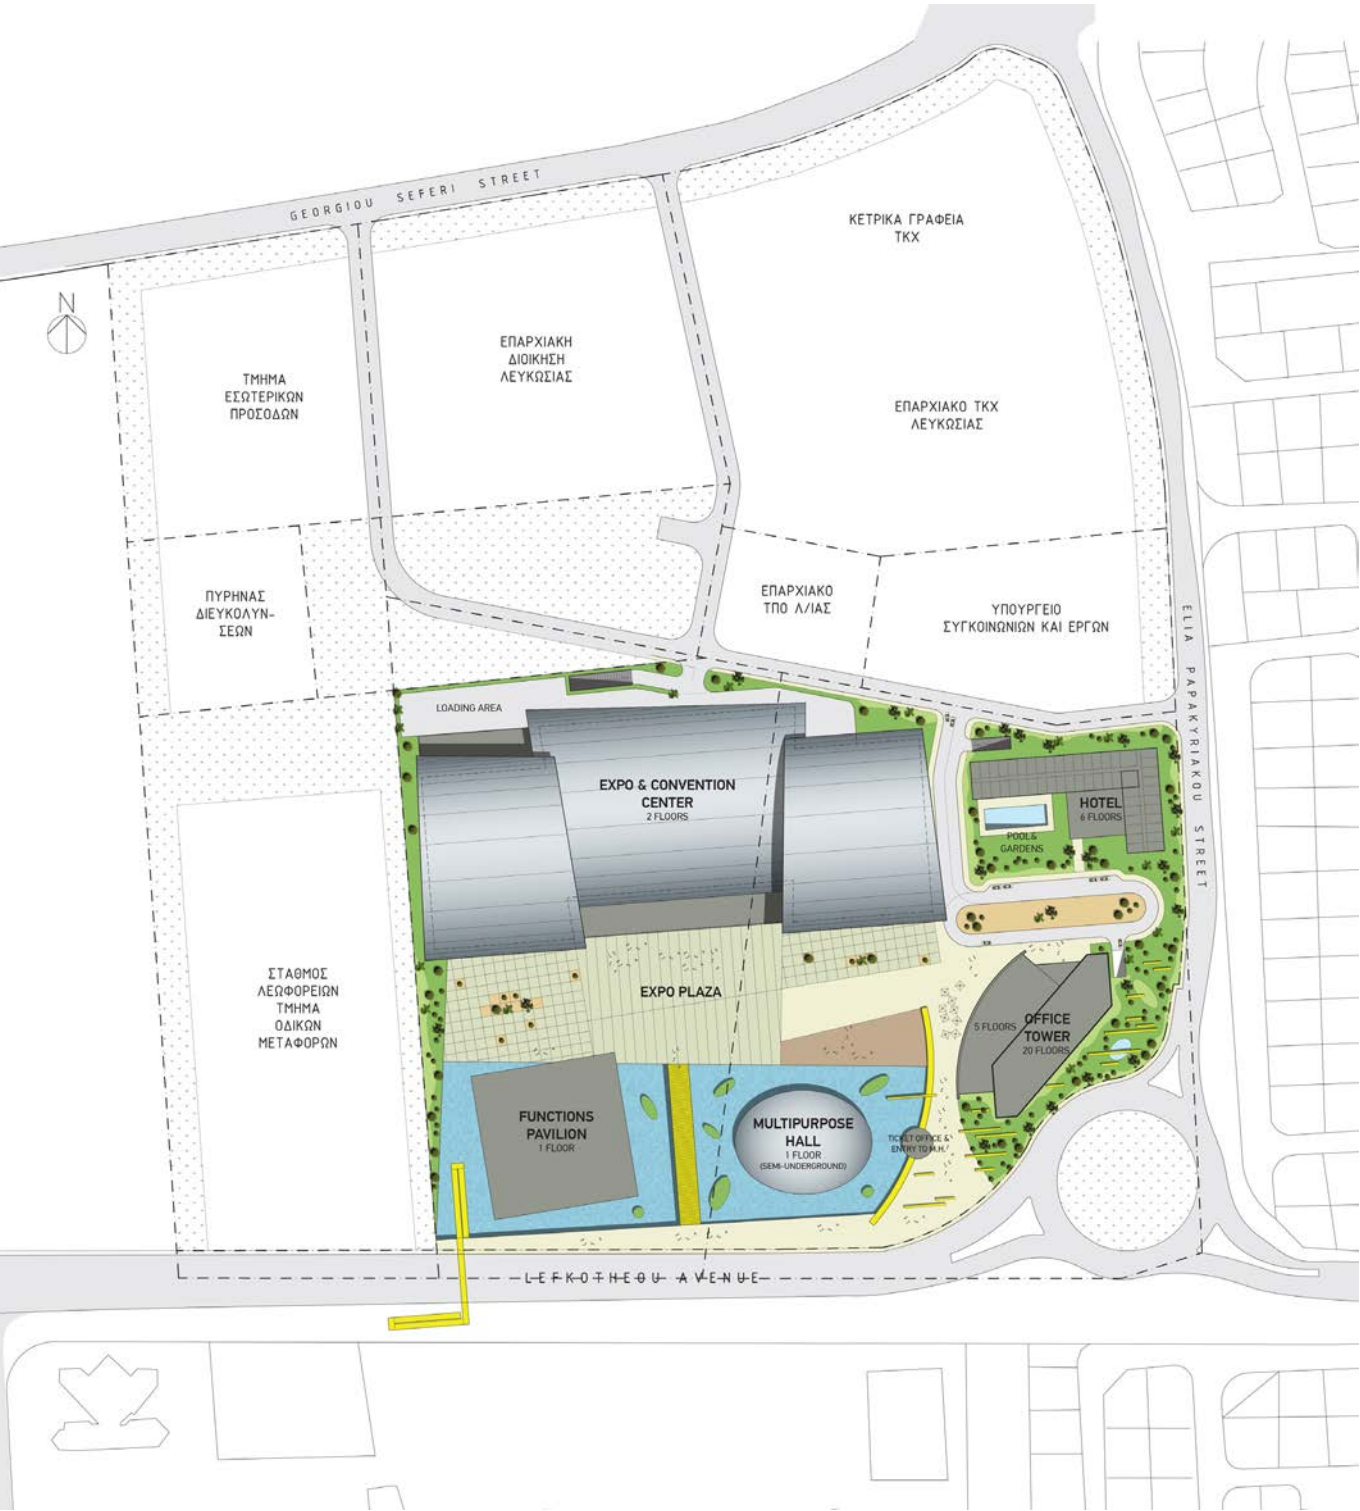 GEORGIOU SEFERI STREET
N
ΚΕΤΡΙΚΑ ΓΡΑΦΕΙΑ
ΤΚΧ
ΕΠΑΡΧΙΑΚΗ
ΔΙΟΙΚΗΣΗ
ΛΕΥΚΩΣΙΑΣ
ΤΜΗΜΑ
ΕΣΩΤΕΡΙΚΩΝ
ΠΡΟΣΟΔΩΝ
ΕΠΑΡΧΙΑΚΟ ΤΚΧ
ΛΕΥΚΩΣΙΑΣ
ΠΥΡΗΝΑΣ
ΔΙΕΥΚΟΛΥΝ-
ΣΕΩΝ
ΕΠΑΡΧΙΑΚΟ
ΤΠΟ Λ/ΙΑΣ
ΥΠΟΥΡΓΕΙΟ
ΣΥΓΚΟΙΝΩΝΙΩΝ ΚΑΙ ΕΡΓΩΝ
ELIA PAPAKYRIAKOU STREET
LOADING AREA
EXPO & CONVENTION
CENTER
2 FLOORS
HOTEL
6 FLOORS
POOL &
GARDENS
ΣΤΑΘΜΟΣ
ΛΕΩΦΟΡΕΙΩΝ
ΤΜΗΜΑ
ΟΔΙΚΩΝ
ΜΕΤΑΦΟΡΩΝ
EXPO PLAZA
5 FLOORS
OFFICE
TOWER
20 FLOORS
FUNCTIONS
PAVILION
1 FLOOR
MULTIPURPOSE
HALL
1 FLOOR
(SEMI-UNDERGROUND)
TICKET OFFICE &
ENTRY TO M.H.
LEFKOTHEOU AVENUE